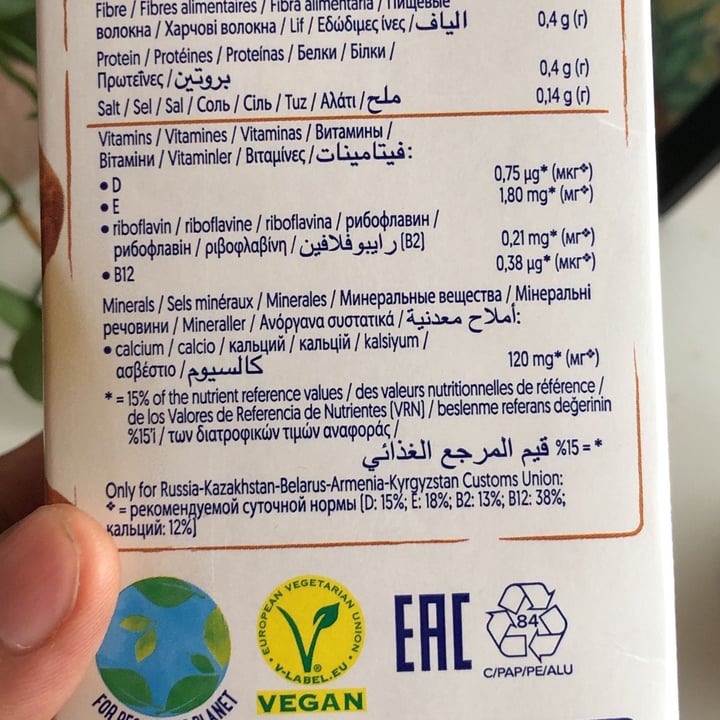 Fibre / Fibres alimentaires / Fibra alimentaria / Пищевые
волокна / Харчові волокна / Lif / Εδώδιμες ίνες / الياف 0,4 g (г)
Protein / Protéines / Proteínas / Белки / Білки /
Πρωτεΐνες / بروتين 0,4 g (г)
Salt / Sel / Sal / Соль / Сіль / Tuz / Αλάτι / ملح 0,14 g (г)
Vitamins / Vitamines / Vitaminas / Витамины /
Вітаміни / Vitaminler / Βιταμίνες / فيتامينات:
• D 0,75 µg* (мкг❖)
• E 1,80 mg* (мг❖)
• riboflavin / riboflavine / riboflavina / рибофлавин /
рибофлавін / ριβοφλαβίνη / رايبوفلافين (B2) 0,21 mg* (мг❖)
• B12 0,38 µg* (мкг❖)
Minerals / Sels minéraux / Minerales / Минеральные вещества / Мінеральні
речовини / Mineraller / Ανόργανα συστατικά / أملاح معدنية:
• calcium / calcio / кальций / кальцій / kalsiyum /
ασβέστιο / كالسيوم 120 mg* (мг❖)
* = 15% of the nutrient reference values / des valeurs nutritionnelles de référence /
de los Valores de Referencia de Nutrientes (VRN) / beslenme referans değerinin
%15'i / των διατροφικών τιμών αναφοράς /
* = 15% قيم المرجع الغذائي
Only for Russia-Kazakhstan-Belarus-Armenia-Kyrgyzstan Customs Union:
❖ = рекомендуемой суточной нормы (D: 15%; E: 18%; B2: 13%; B12: 38%;
кальций: 12%)
EUROPEAN VEGETARIAN UNION
• V-LABEL.EU •
®
VEGAN
EAC
84
C/PAP/PE/ALU
FOR PLANET